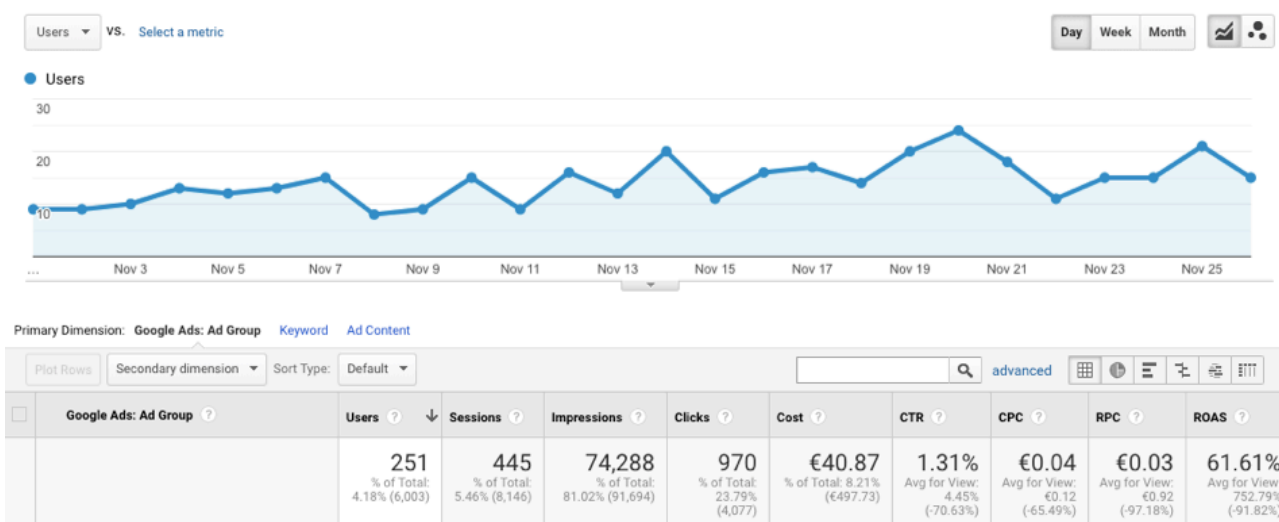 Users VS. Select a metric Day Week Month
Users
30
20
10
... Nov 3 Nov 5 Nov 7 Nov 9 Nov 11 Nov 13 Nov 15 Nov 17 Nov 19 Nov 21 Nov 23 Nov 25
Primary Dimension: Google Ads: Ad Group Keyword Ad Content
Plot Rows Secondary dimension Sort Type: Default advanced
Google Ads: Ad Group ? Users ? Sessions ? Impressions ? Clicks ? Cost ? CTR ? CPC ? RPC ? ROAS ?
251 445 74,288 970 €40.87 1.31% €0.04 €0.03 61.61%
% of Total: % of Total: % of Total: % of Total: % of Total: 8.21% Avg for View: Avg for View: Avg for View: Avg for View
4.18% (6,003) 5.46% (8,146) 81.02% (91,694) 23.79% (€497.73) 4.45% €0.12 €0.92 752.79%
(4,077) (-70.63%) (-65.49%) (-97.18%) (-91.82%